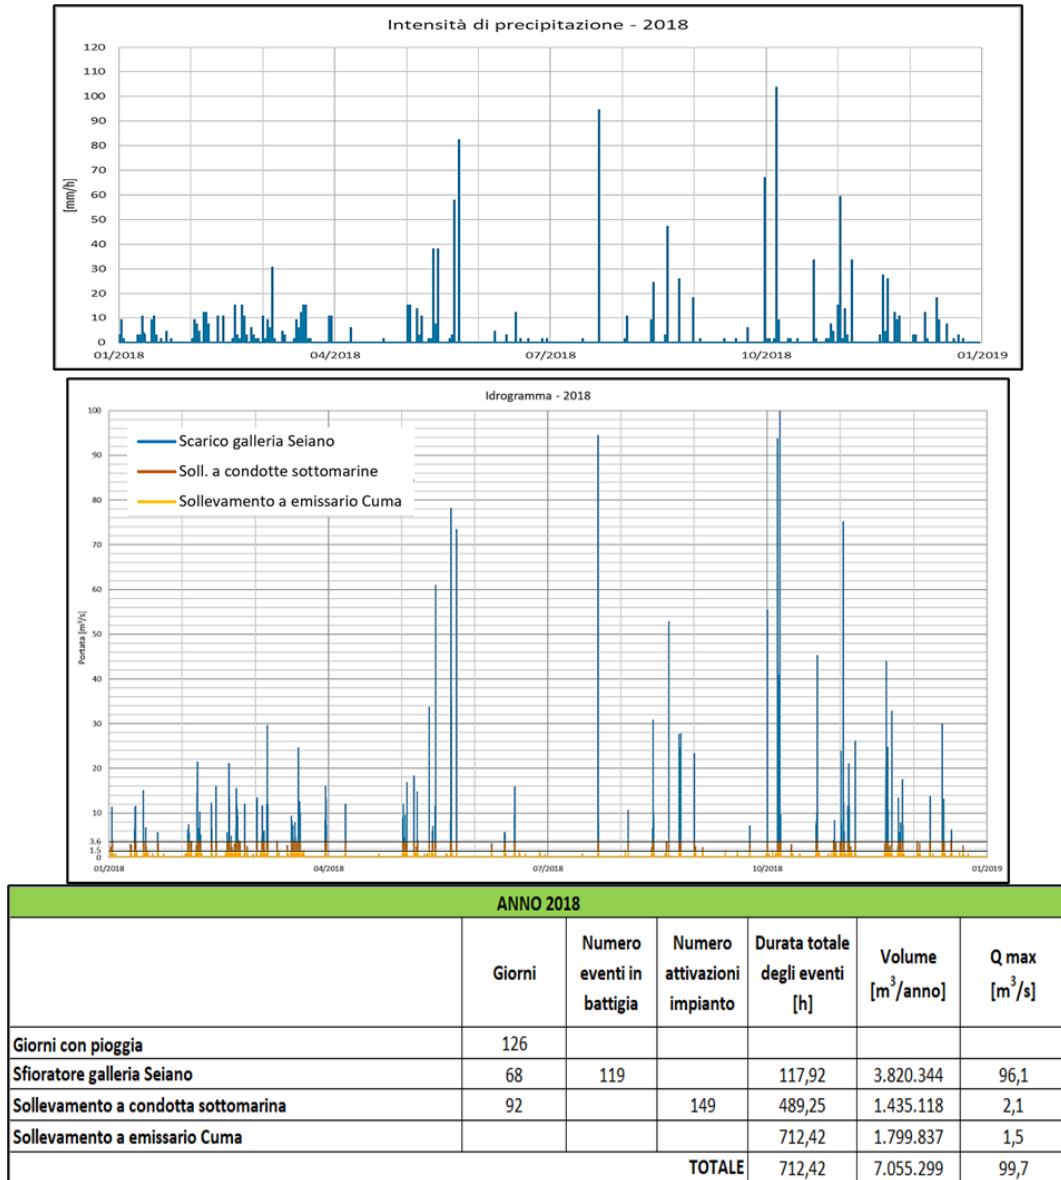 Intensità di precipitazione - 2018
[mm/h]
120
110
100
90
80
70
60
50
40
30
20
10
0
01/2018 04/2018 07/2018 10/2018 01/2019
Idrogramma - 2018
Portata [m³/s]
100
90
80
70
60
50
40
30
20
10
3.6
1.5
0
Scarico galleria Seiano
Soll. a condotte sottomarine
Sollevamento a emissario Cuma
01/2018 04/2018 07/2018 10/2018 01/2019
ANNO 2018
Giorni Numero eventi in battigia Numero attivazioni impianto Durata totale degli eventi [h] Volume [m³/anno] Q max [m³/s]
Giorni con pioggia 126
Sfioratore galleria Seiano 68 119 117,92 3.820.344 96,1
Sollevamento a condotta sottomarina 92 149 489,25 1.435.118 2,1
Sollevamento a emissario Cuma 712,42 1.799.837 1,5
TOTALE 712,42 7.055.299 99,7